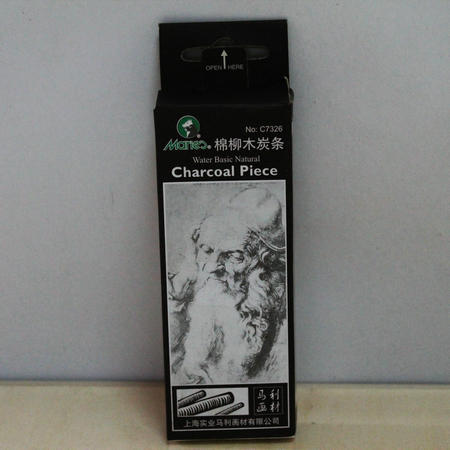 OPEN HERE
No: C7326
Maries® 棉柳木炭条
Water Basic Natural
Charcoal Piece
马利
画材
上海实业马利画材有限公司